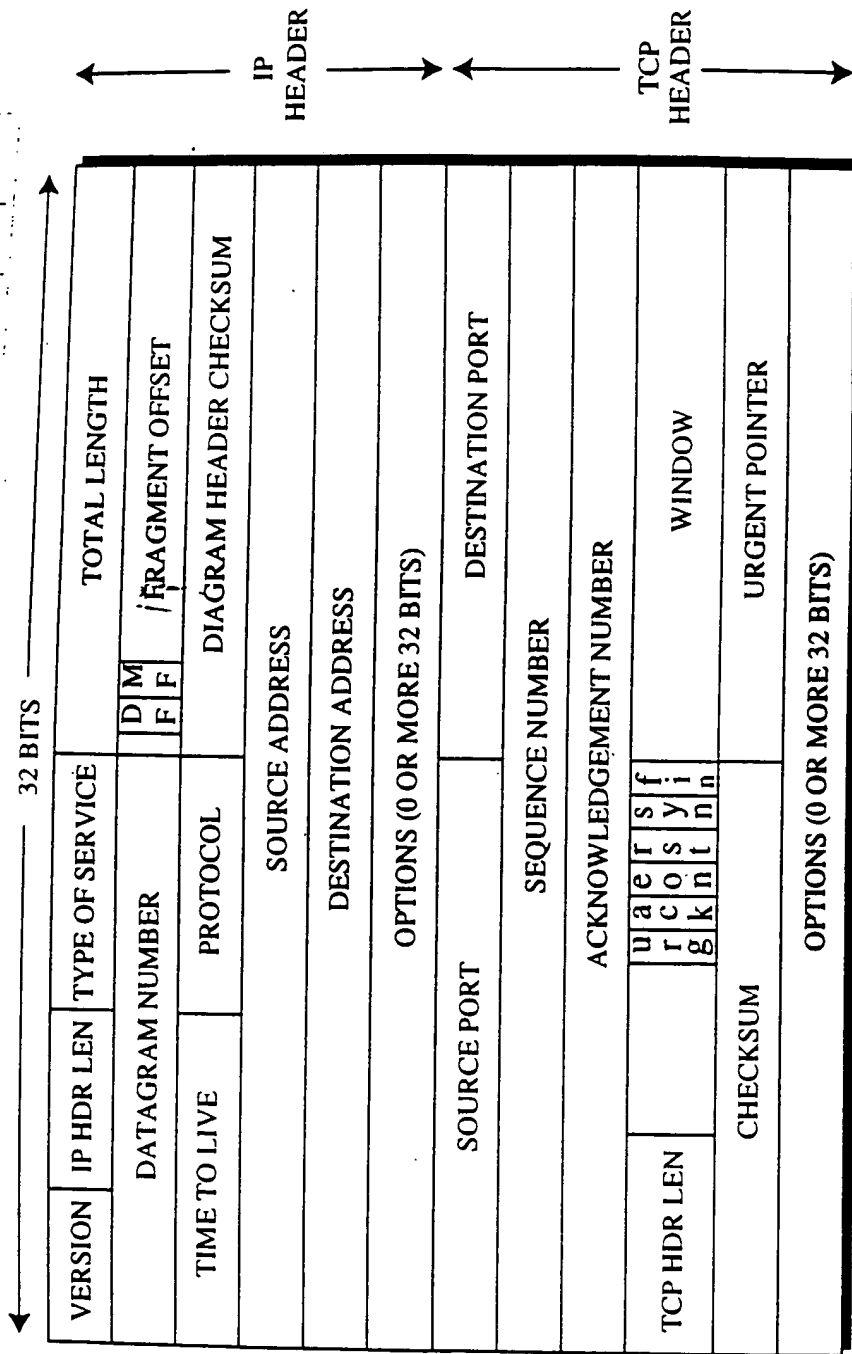 32 BITS
VERSION
IP HDR LEN
TYPE OF SERVICE
TOTAL LENGTH
DATAGRAM NUMBER
D F
M F
FRAGMENT OFFSET
TIME TO LIVE
PROTOCOL
DIAGRAM HEADER CHECKSUM
SOURCE ADDRESS
DESTINATION ADDRESS
OPTIONS (0 OR MORE 32 BITS)
IP
HEADER
SOURCE PORT
DESTINATION PORT
SEQUENCE NUMBER
ACKNOWLEDGEMENT NUMBER
TCP HDR LEN
u a e r s f
r c o s y i
g k n t n n
WINDOW
CHECKSUM
URGENT POINTER
OPTIONS (0 OR MORE 32 BITS)
TCP
HEADER